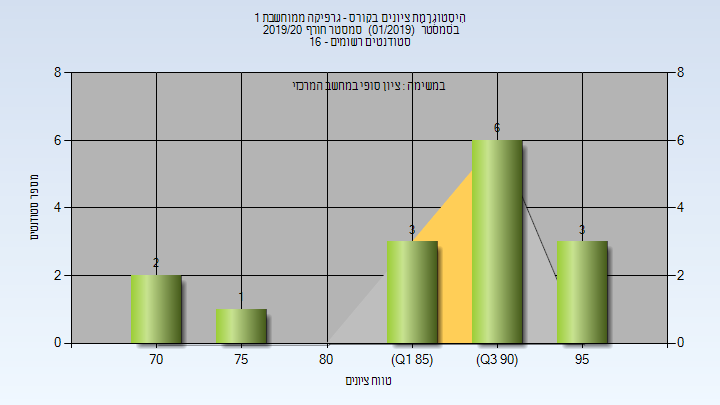 היסטוגרמת ציונים בקורס - גרפיקה ממוחשבת 1
בסמסטר (01/2019) סמסטר חורף 2019/20
סטודנטים רשומים - 16
במשימה : ציון סופי במחשב המרכזי
8 8
6 6
4 4
2 2
0 0
מספר סטודנטים
2
1
3
6
3
70 75 80 (Q1 85) (Q3 90) 95
טווח ציונים